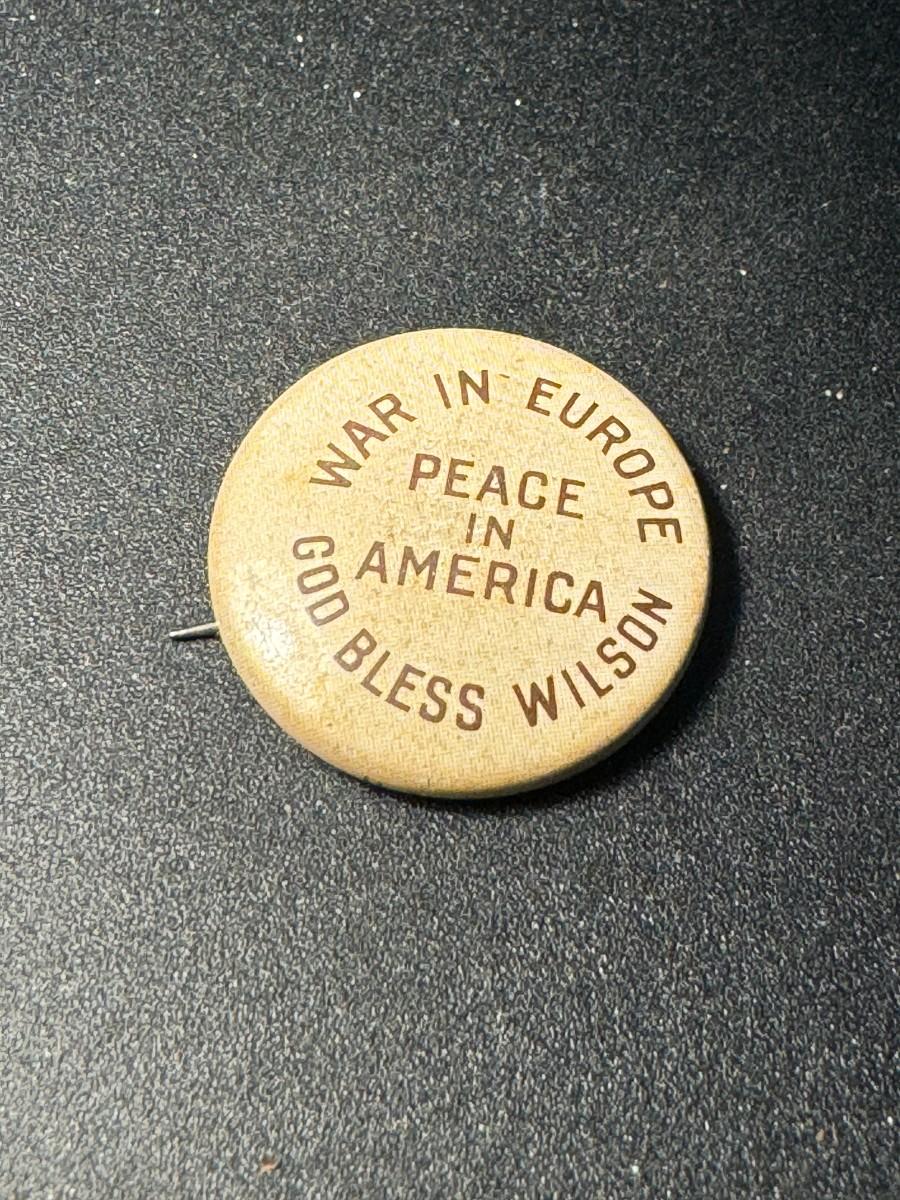 WAR IN EUROPE
PEACE
IN
AMERICA
GOD BLESS WILSON